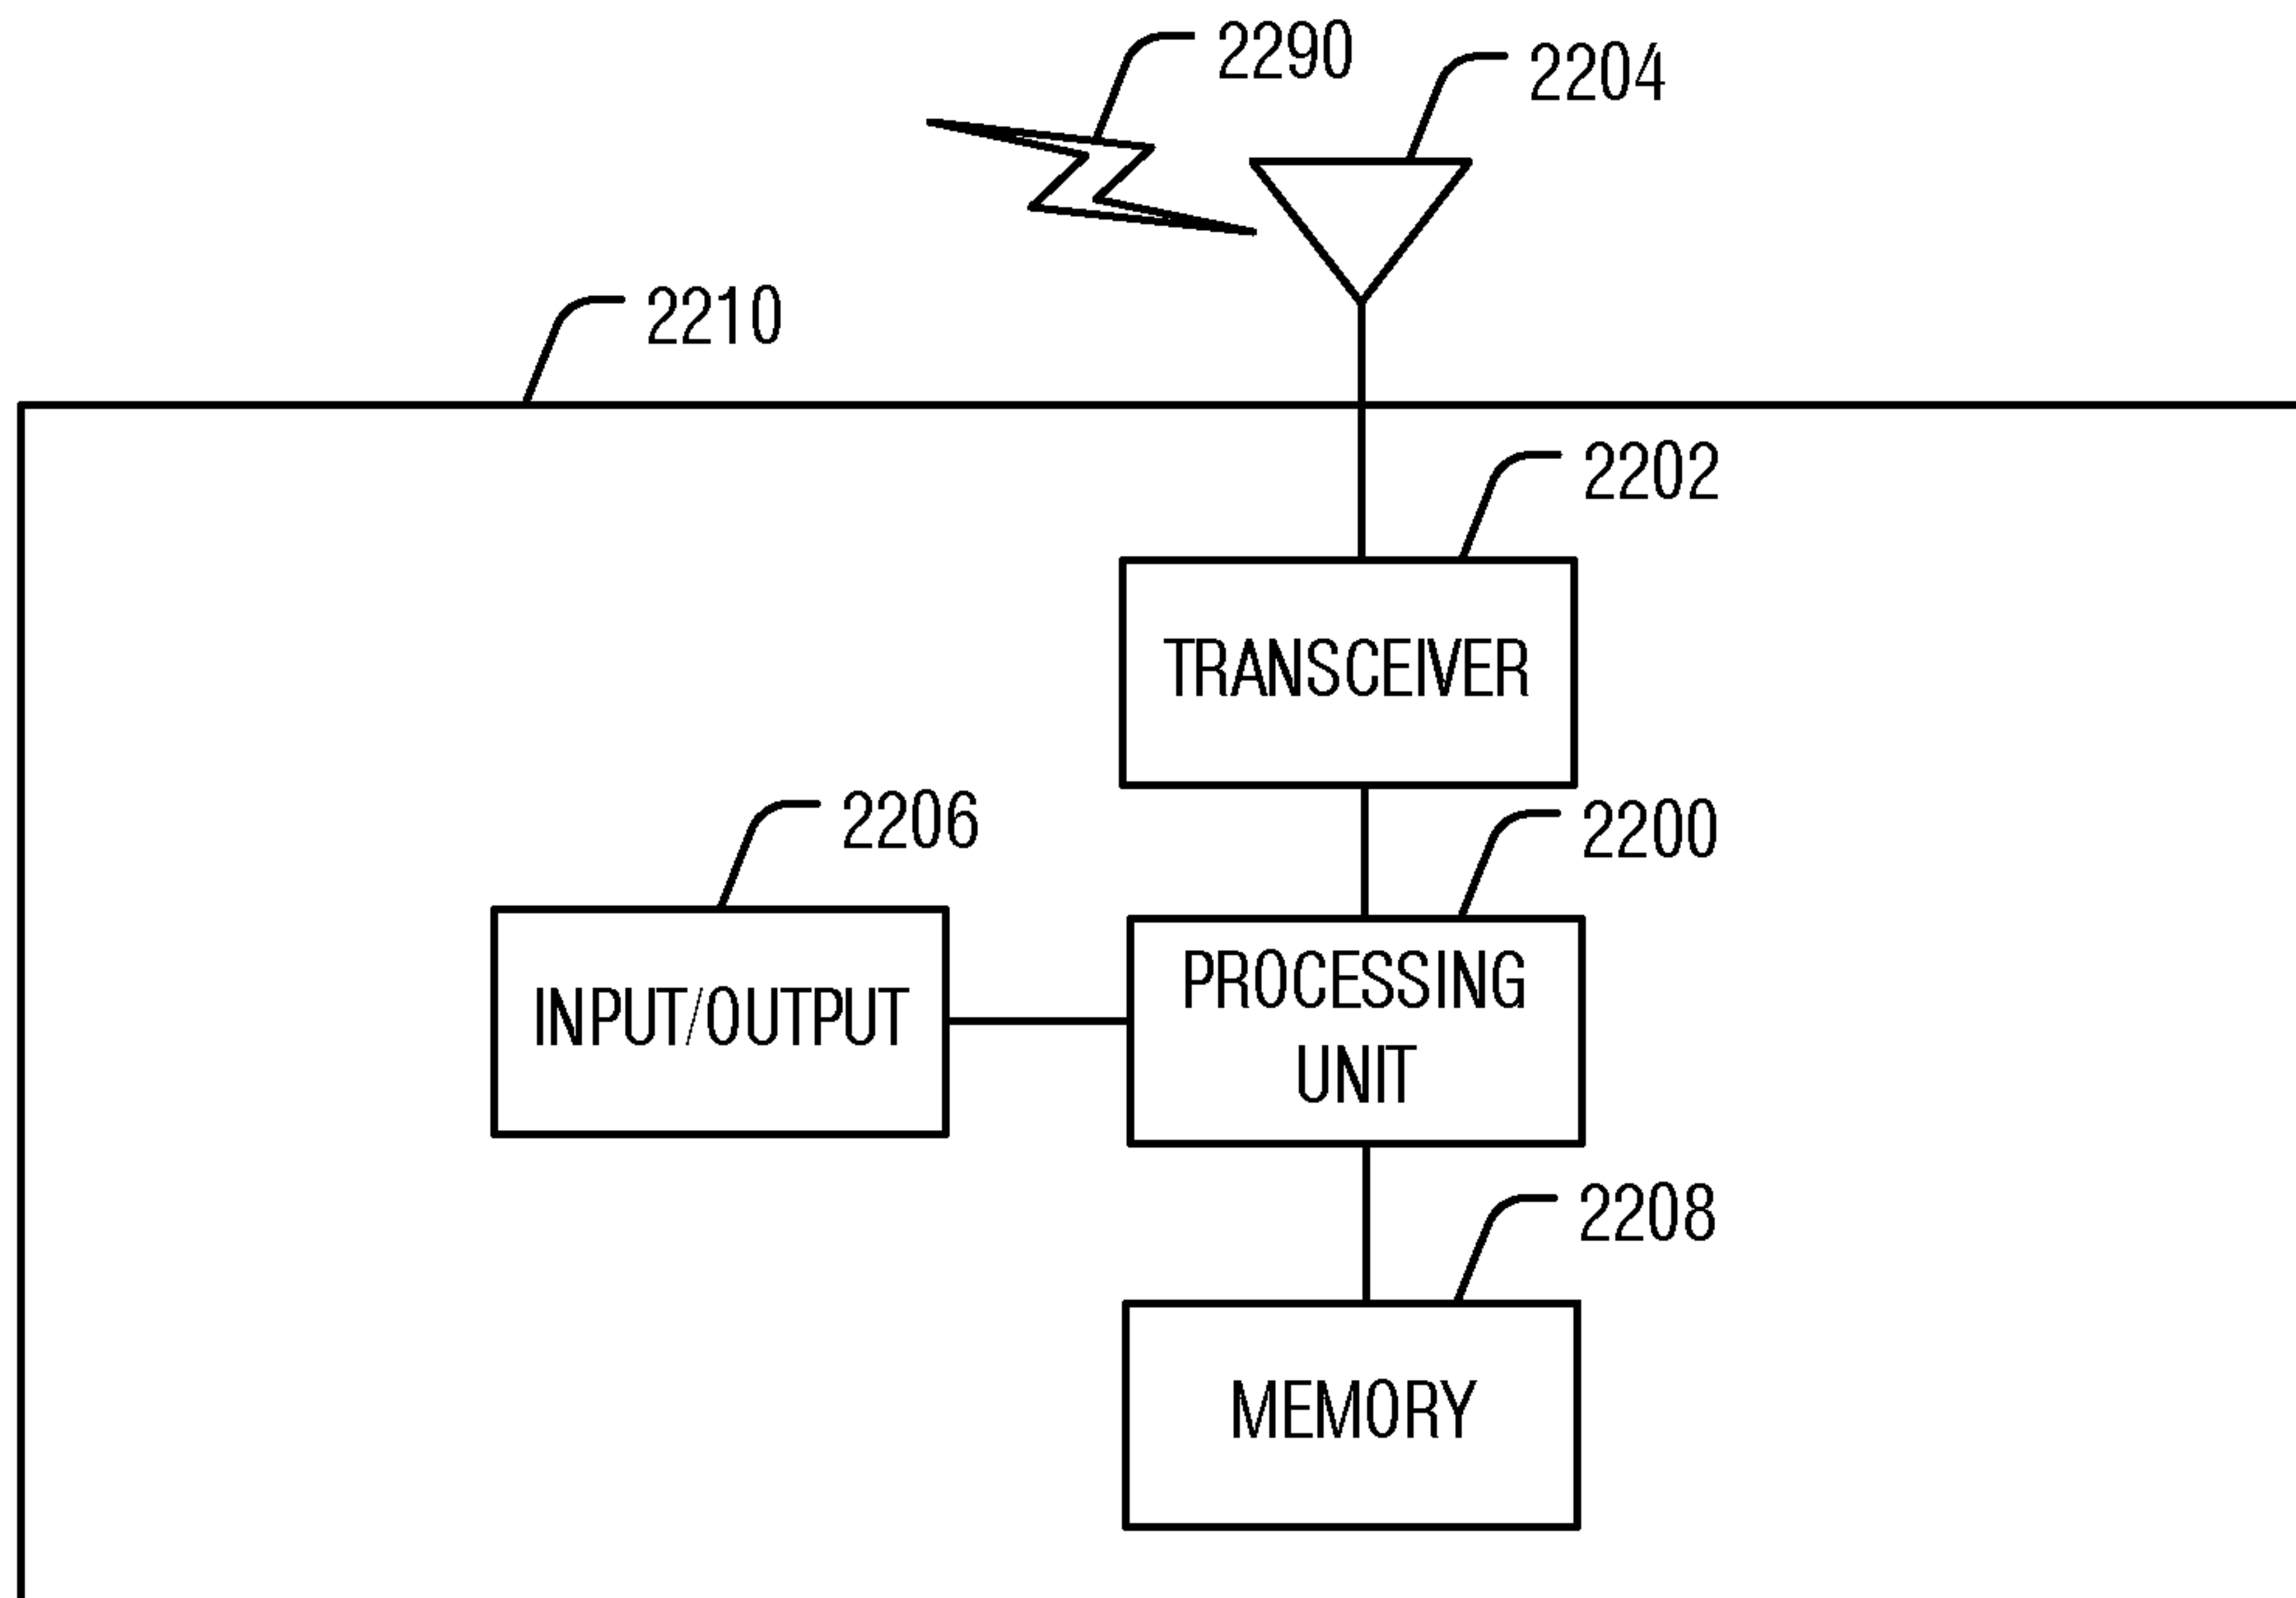 2290
2204
2210
2202
TRANSCEIVER
2206
2200
INPUT/OUTPUT
PROCESSING
UNIT
2208
MEMORY